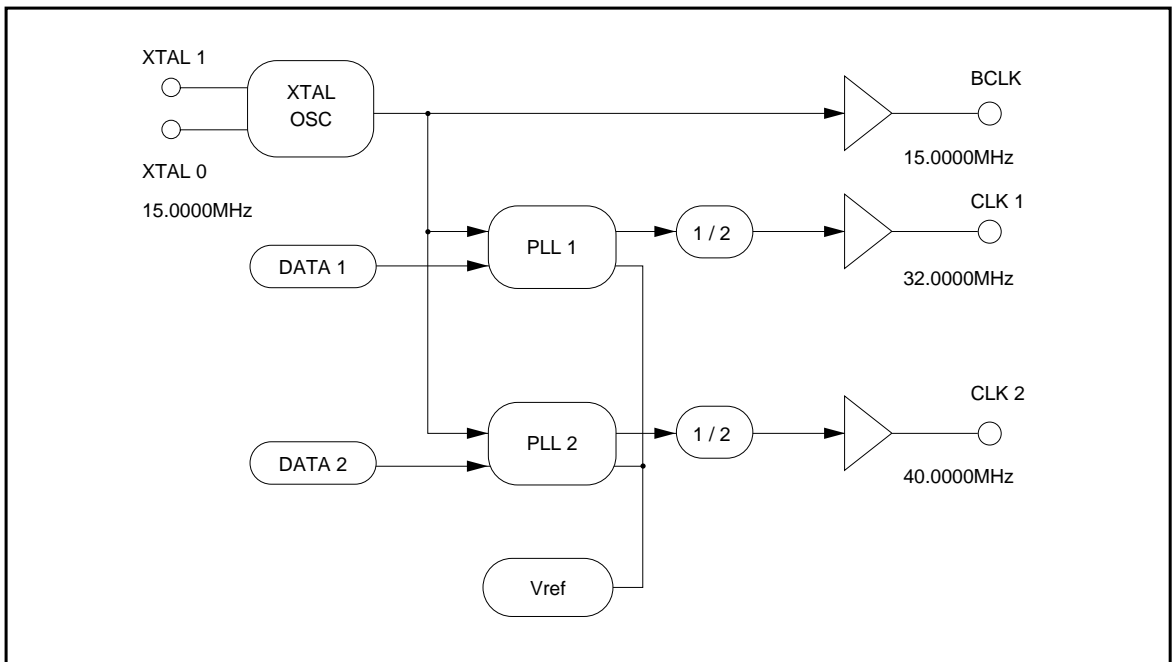 XTAL 1
XTAL
OSC
BCLK
XTAL 0
15.0000MHz
15.0000MHz
PLL 1
1 / 2
CLK 1
DATA 1
32.0000MHz
PLL 2
1 / 2
CLK 2
DATA 2
40.0000MHz
Vref